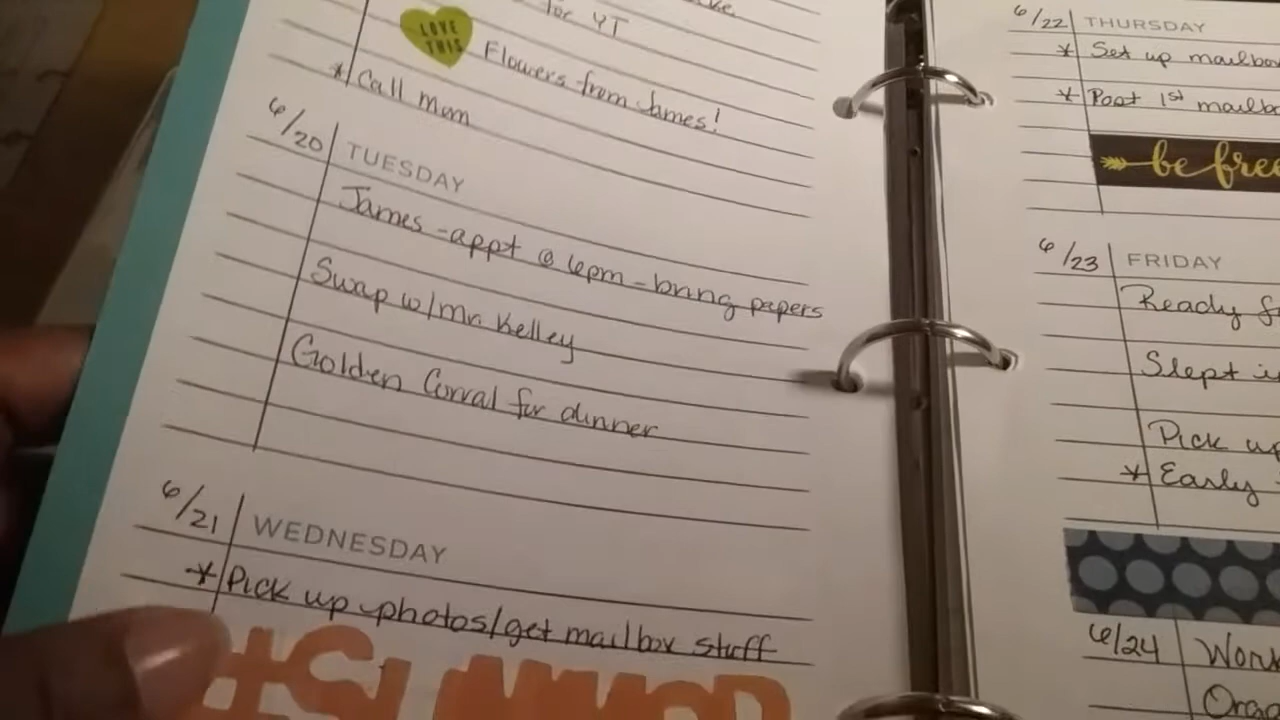 for YT
LOVE
THIS
Flowers from James!
* Call Mom
6/20 TUESDAY
James - appt @ 6pm - bring papers
Swap w/ Mr. Kelley
Golden Corral for dinner
6/21 WEDNESDAY
* Pick up photos/get mailbox stuff
6/22 THURSDAY
* Set up mailbox
* Post 1st
be free
6/23 FRIDAY
Ready
Slept
Pick up
* Early
6/24